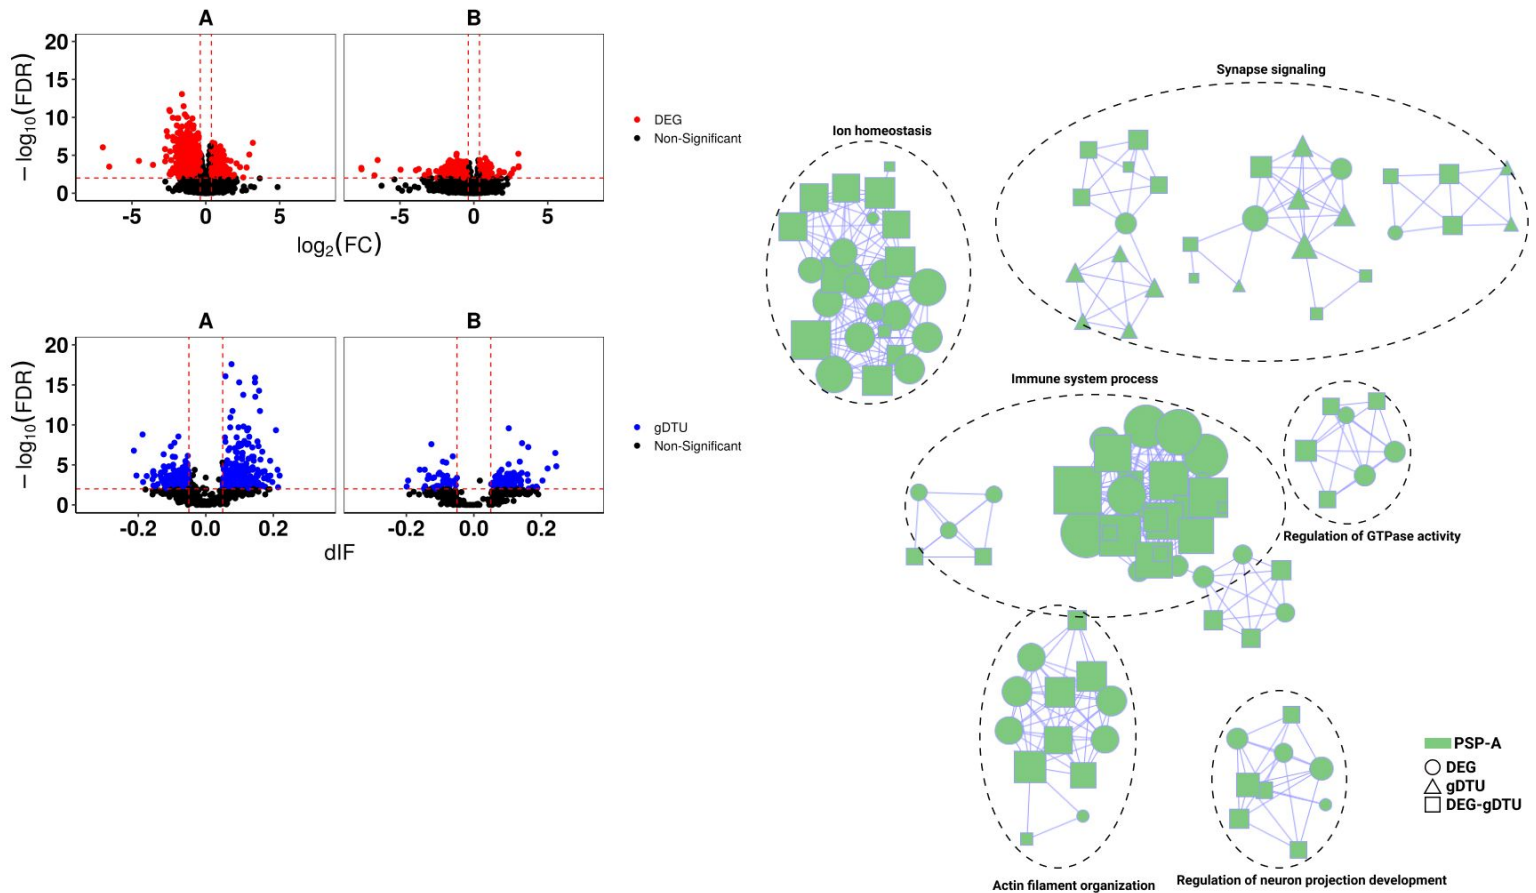 A B
20
15
10
5
0
− log10(FDR)
-5 0 5 -5 0 5
log2(FC)
DEG
Non-Significant
A B
20
15
10
5
0
− log10(FDR)
-0.2 0.0 0.2 -0.2 0.0 0.2
dIF
gDTU
Non-Significant
Synapse signaling
Ion homeostasis
Immune system process
Regulation of GTPase activity
Actin filament organization
Regulation of neuron projection development
PSP-A
DEG
gDTU
DEG-gDTU